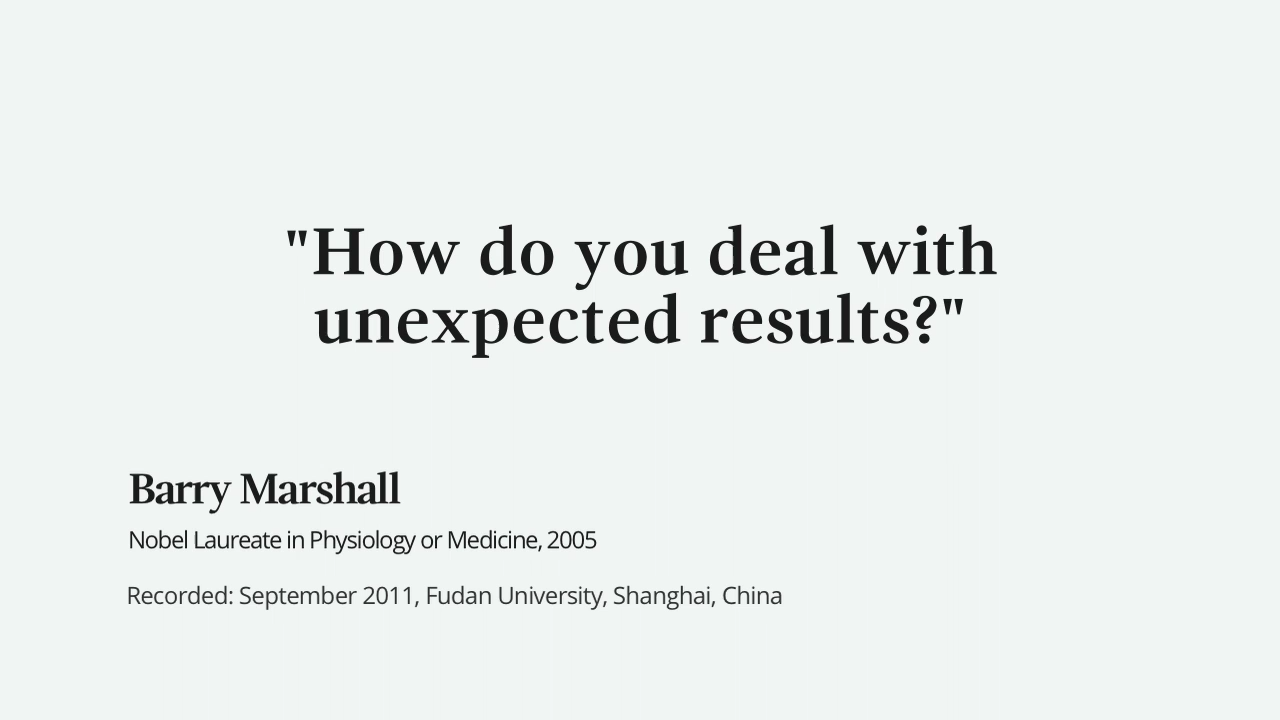 "How do you deal with
unexpected results?"
Barry Marshall
Nobel Laureate in Physiology or Medicine, 2005
Recorded: September 2011, Fudan University, Shanghai, China